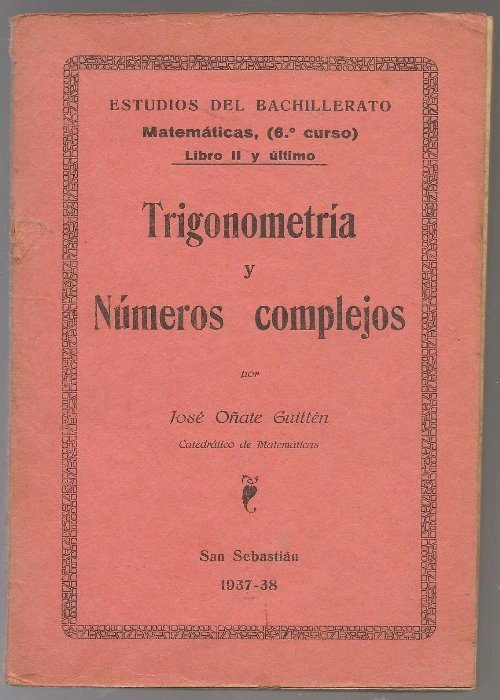 ESTUDIOS DEL BACHILLERATO
Matemáticas, (6.º curso)
Libro II y último
Trigonometría
y
Números complejos
por
José Oñate Guillén
Catedrático de Matemáticas
San Sebastián
1937-38